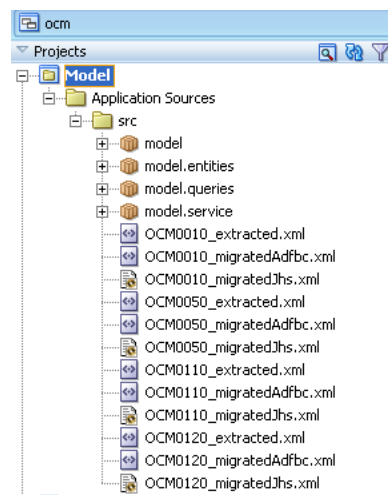 ocm
Projects
Model
Application Sources
src
model
model.entities
model.queries
model.service
OCM0010_extracted.xml
OCM0010_migratedAdfbc.xml
OCM0010_migratedJhs.xml
OCM0050_extracted.xml
OCM0050_migratedAdfbc.xml
OCM0050_migratedJhs.xml
OCM0110_extracted.xml
OCM0110_migratedAdfbc.xml
OCM0110_migratedJhs.xml
OCM0120_extracted.xml
OCM0120_migratedAdfbc.xml
OCM0120_migratedJhs.xml